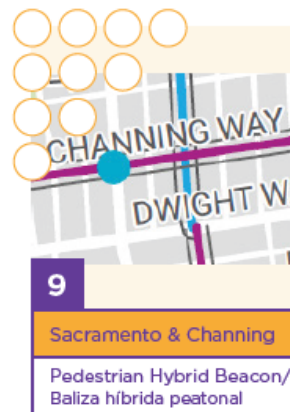 CHANNING WAY
DWIGHT W
9
Sacramento & Channing
Pedestrian Hybrid Beacon/
Baliza híbrida peatonal